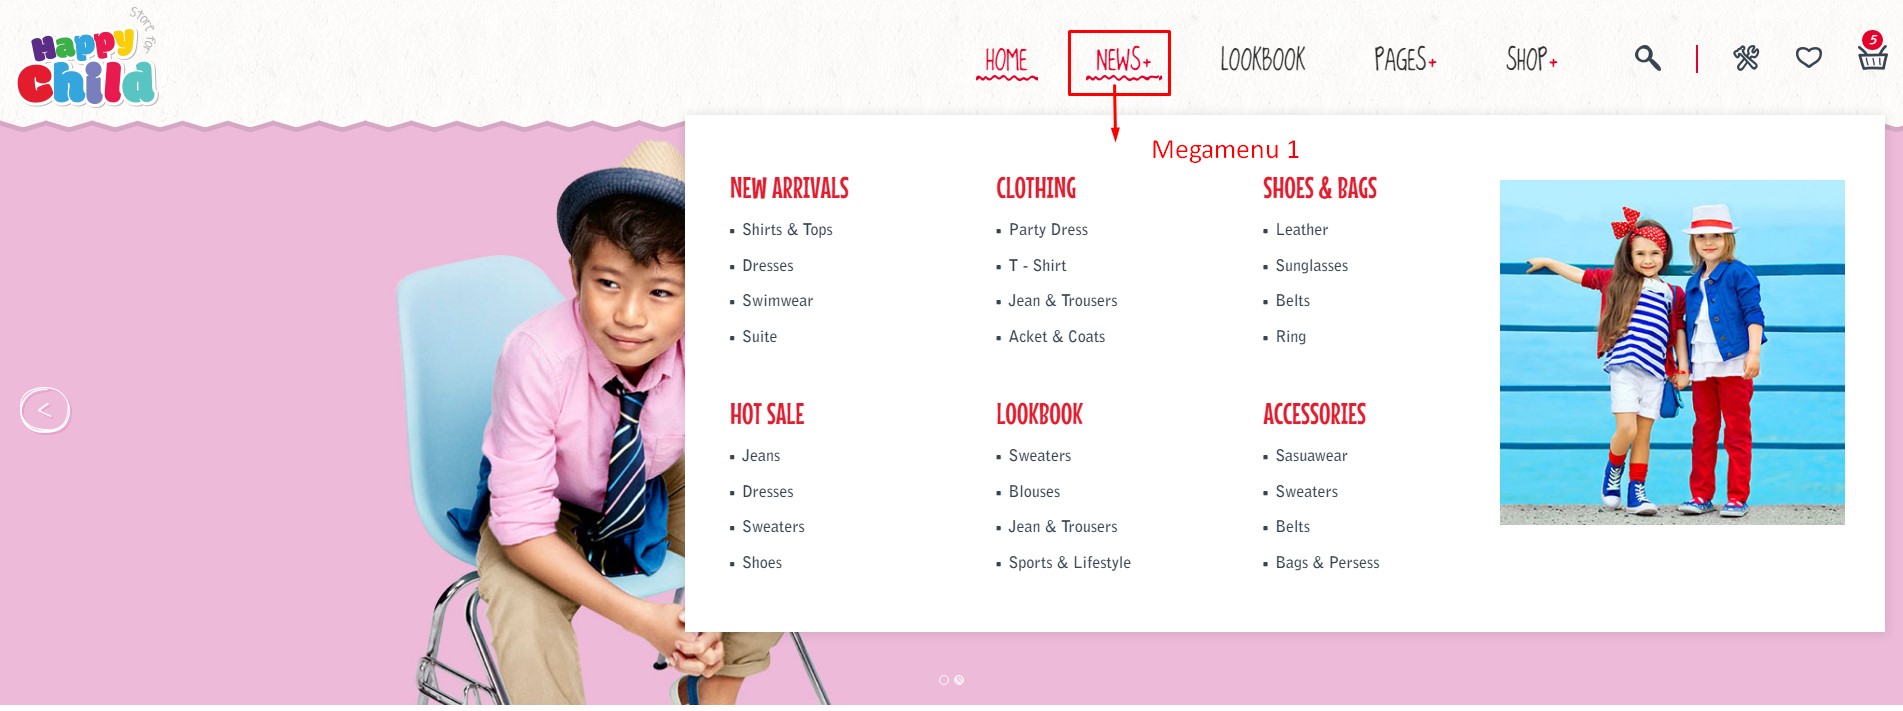 Store for
Happy
Child
HOME NEWS+ LOOKBOOK PAGES+ SHOP+ 5
Megamenu 1
NEW ARRIVALS
▪ Shirts & Tops
▪ Dresses
▪ Swimwear
▪ Suite
CLOTHING
▪ Party Dress
▪ T - Shirt
▪ Jean & Trousers
▪ Acket & Coats
SHOES & BAGS
▪ Leather
▪ Sunglasses
▪ Belts
▪ Ring
HOT SALE
▪ Jeans
▪ Dresses
▪ Sweaters
▪ Shoes
LOOKBOOK
▪ Sweaters
▪ Blouses
▪ Jean & Trousers
▪ Sports & Lifestyle
ACCESSORIES
▪ Sasuawear
▪ Sweaters
▪ Belts
▪ Bags & Persess
<